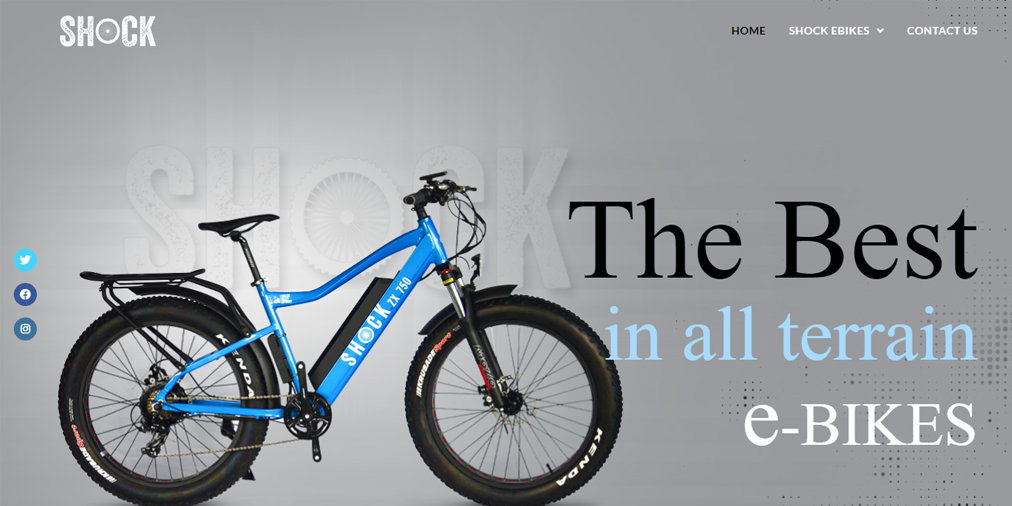 SHOCK
HOME
SHOCK EBIKES
CONTACT US
SHOCK
The Best
in all terrain
e-BIKES
SHOCK ZX 750
KENDA
KENDA